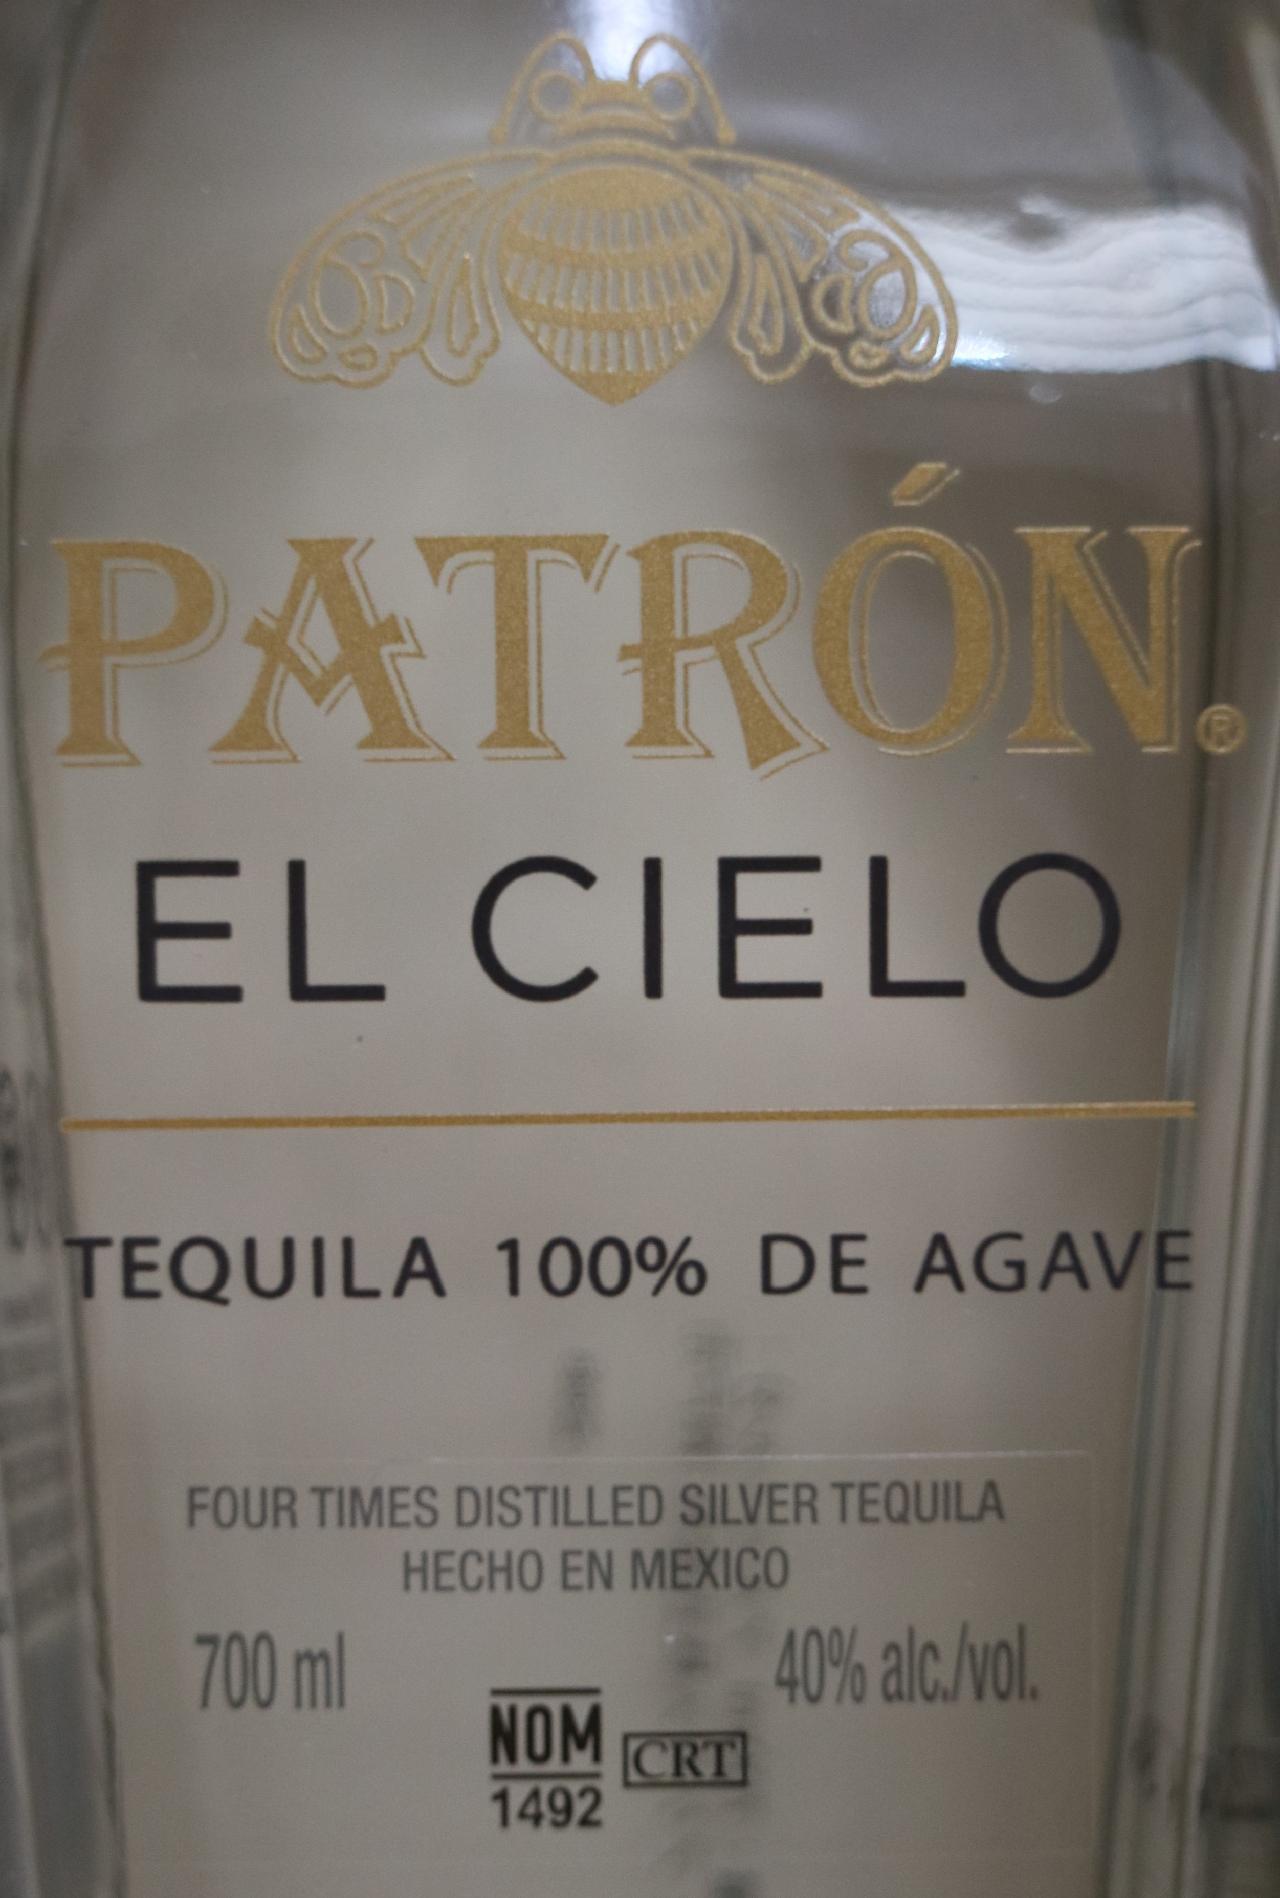 PATRÓN®
EL CIELO
TEQUILA 100% DE AGAVE
FOUR TIMES DISTILLED SILVER TEQUILA
HECHO EN MEXICO
700 ml
40% alc./vol.
NOM
1492
CRT